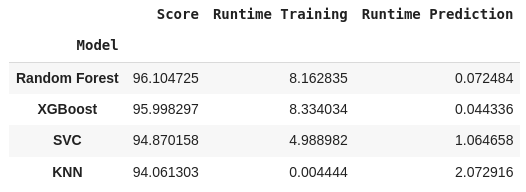 Score Runtime Training Runtime Prediction
Model
Random Forest 96.104725 8.162835 0.072484
XGBoost 95.998297 8.334034 0.044336
SVC 94.870158 4.988982 1.064658
KNN 94.061303 0.004444 2.072916